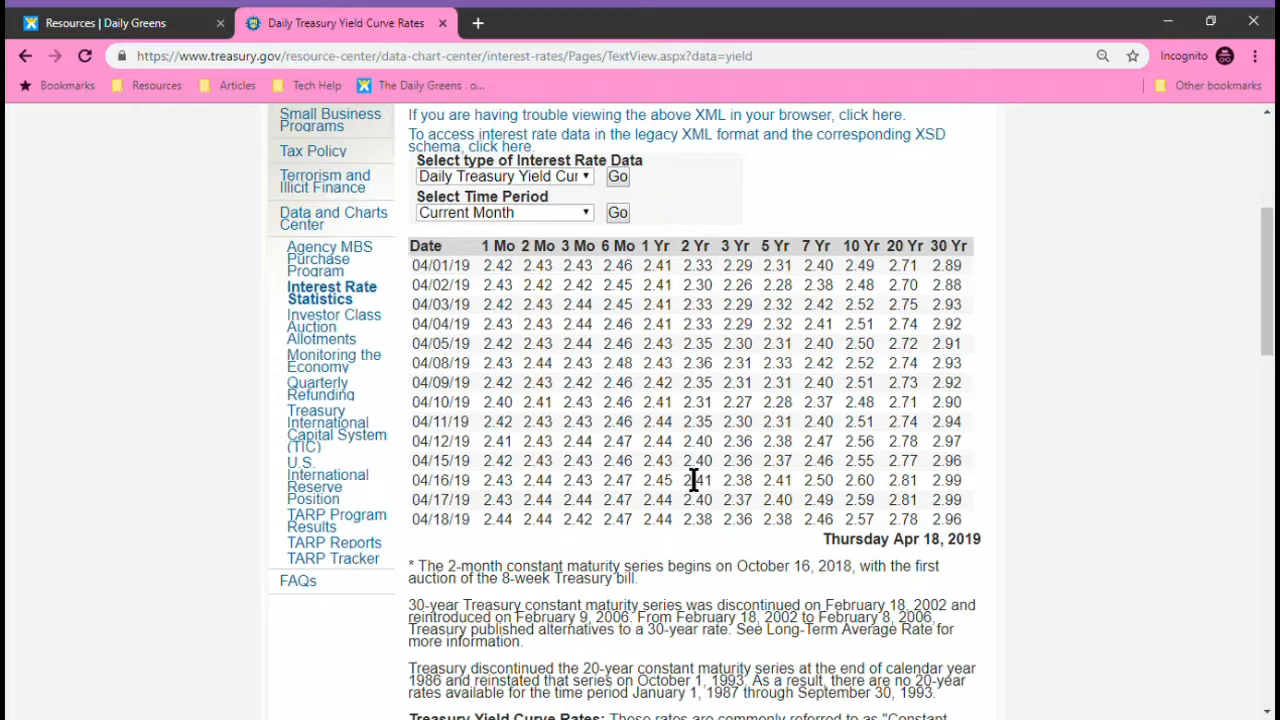 Resources | Daily Greens
Daily Treasury Yield Curve Rates
https://www.treasury.gov/resource-center/data-chart-center/interest-rates/Pages/TextView.aspx?data=yield
Incognito
Bookmarks Resources Articles Tech Help The Daily Greens . o... Other bookmarks
Small Business
Programs
Tax Policy
Terrorism and
Illicit Finance
Data and Charts
Center
Agency MBS
Purchase
Program
Interest Rate
Statistics
Investor Class
Auction
Allotments
Monitoring the
Economy
Quarterly
Refunding
Treasury
International
Capital System
(TIC)
U.S.
International
Reserve
Position
TARP Program
Results
TARP Reports
TARP Tracker
FAQs
If you are having trouble viewing the above XML in your browser, click here.
To access interest rate data in the legacy XML format and the corresponding XSD
schema, click here.
Select type of Interest Rate Data
Daily Treasury Yield Cur Go
Select Time Period
Current Month Go
Date 1 Mo 2 Mo 3 Mo 6 Mo 1 Yr 2 Yr 3 Yr 5 Yr 7 Yr 10 Yr 20 Yr 30 Yr
04/01/19 2.42 2.43 2.43 2.46 2.41 2.33 2.29 2.31 2.40 2.49 2.71 2.89
04/02/19 2.43 2.42 2.42 2.45 2.41 2.30 2.26 2.28 2.38 2.48 2.70 2.88
04/03/19 2.42 2.43 2.44 2.45 2.41 2.33 2.29 2.32 2.42 2.52 2.75 2.93
04/04/19 2.43 2.43 2.44 2.46 2.41 2.33 2.29 2.32 2.41 2.51 2.74 2.92
04/05/19 2.42 2.43 2.44 2.46 2.43 2.35 2.30 2.31 2.40 2.50 2.72 2.91
04/08/19 2.43 2.44 2.43 2.48 2.43 2.36 2.31 2.33 2.42 2.52 2.74 2.93
04/09/19 2.42 2.43 2.42 2.46 2.42 2.35 2.31 2.31 2.40 2.51 2.73 2.92
04/10/19 2.40 2.41 2.43 2.46 2.41 2.31 2.27 2.28 2.37 2.48 2.71 2.90
04/11/19 2.42 2.43 2.43 2.46 2.44 2.35 2.30 2.31 2.40 2.51 2.74 2.94
04/12/19 2.41 2.43 2.44 2.47 2.44 2.40 2.36 2.38 2.47 2.56 2.78 2.97
04/15/19 2.42 2.43 2.43 2.46 2.43 2.40 2.36 2.37 2.46 2.55 2.77 2.96
04/16/19 2.43 2.44 2.43 2.47 2.45 2.41 2.38 2.41 2.50 2.60 2.81 2.99
04/17/19 2.43 2.44 2.44 2.47 2.44 2.40 2.37 2.40 2.49 2.59 2.81 2.99
04/18/19 2.44 2.44 2.42 2.47 2.44 2.38 2.36 2.38 2.46 2.57 2.78 2.96
Thursday Apr 18, 2019
* The 2-month constant maturity series begins on October 16, 2018, with the first
auction of the 8-week Treasury bill.
30-year Treasury constant maturity series was discontinued on February 18, 2002 and
reintroduced on February 9, 2006. From February 18, 2002 to February 8, 2006,
Treasury published alternatives to a 30-year rate. See Long-Term Average Rate for
more information.
Treasury discontinued the 20-year constant maturity series at the end of calendar year
1986 and reinstated that series on October 1, 1993. As a result, there are no 20-year
rates available for the time period January 1, 1987 through September 30, 1993.
Treasury Yield Curve Rates: These rates are commonly referred to as "Constant